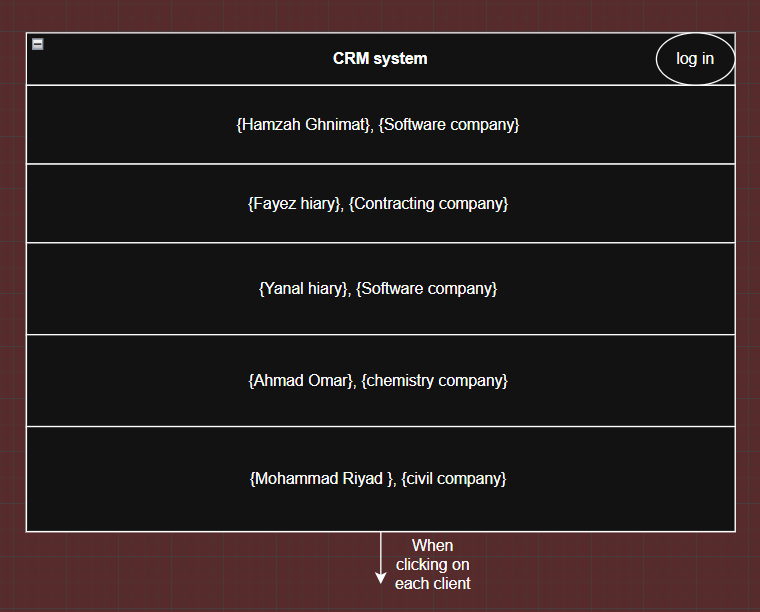 CRM system
log in
{Hamzah Ghnimat}, {Software company}
{Fayez hiary}, {Contracting company}
{Yanal hiary}, {Software company}
{Ahmad Omar}, {chemistry company}
{Mohammad Riyad }, {civil company}
When
clicking on
each client